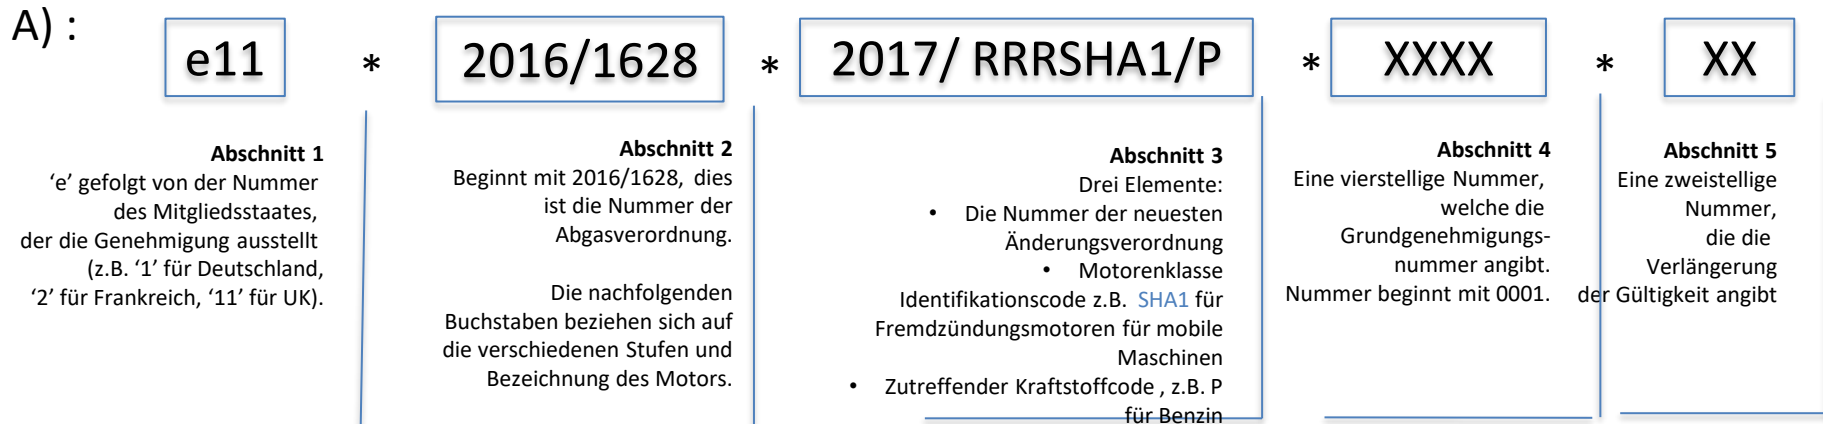 A) :
e11 * 2016/1628 * 2017/ RRRSHA1/P * XXXX * XX
Abschnitt 1
‘e’ gefolgt von der Nummer
des Mitgliedsstaates,
der die Genehmigung ausstellt
(z.B. ‘1’ für Deutschland,
‘2’ für Frankreich, ‘11’ für UK).
Abschnitt 2
Beginnt mit 2016/1628, dies
ist die Nummer der
Abgasverordnung.
Die nachfolgenden
Buchstaben beziehen sich auf
die verschiedenen Stufen und
Bezeichnung des Motors.
Abschnitt 3
Drei Elemente:
• Die Nummer der neuesten
Änderungsverordnung
• Motorenklasse
Identifikationscode z.B. SHA1 für
Fremdzündungsmotoren für mobile
Maschinen
• Zutreffender Kraftstoffcode , z.B. P
für Benzin
Abschnitt 4
Eine vierstellige Nummer,
welche die
Grundgenehmigungs-
nummer angibt.
Nummer beginnt mit 0001.
Abschnitt 5
Eine zweistellige
Nummer,
die die
Verlängerung
der Gültigkeit angibt